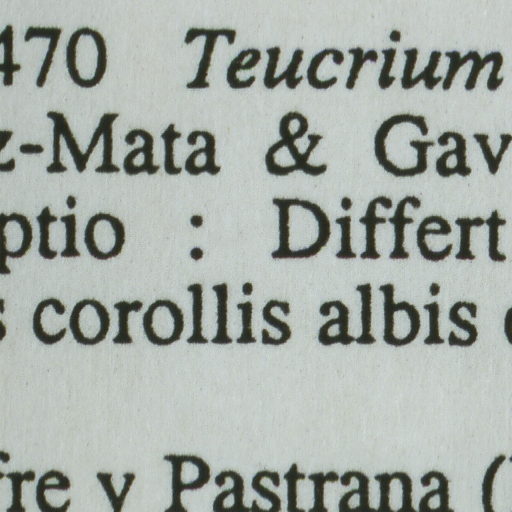 470 Teucrium
z-Mata & Gav
ptio : Differt
s corollis albis
fre y Pastrana (